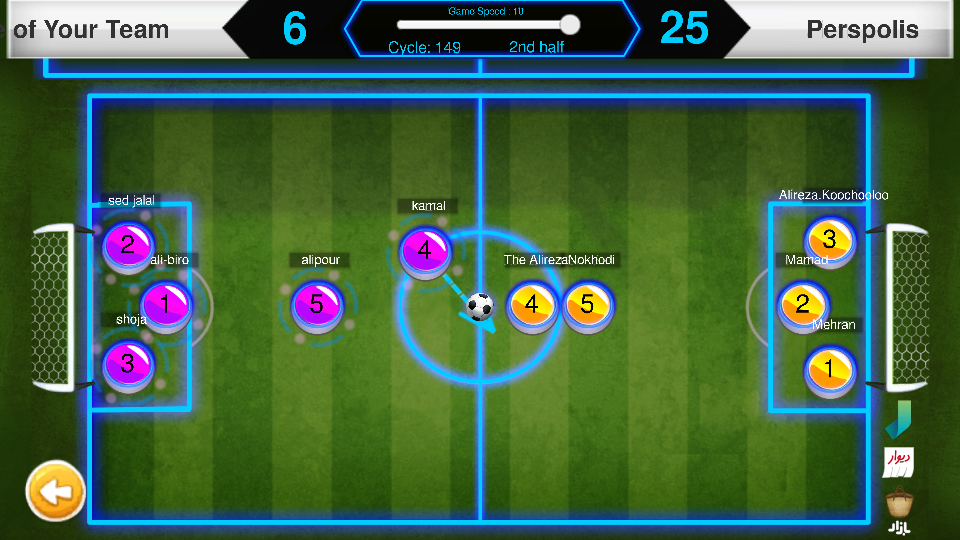 of Your Team
6
Game Speed : 10
Cycle: 149
2nd half
25
Perspolis
sed jalal
2
ali-biro
1
shoja
3
alipour
5
kamal
4
The AlirezaNokhodi
4
5
Alireza.Koochooloo
3
Mamad
2
Mehran
1
دیوار
بازار